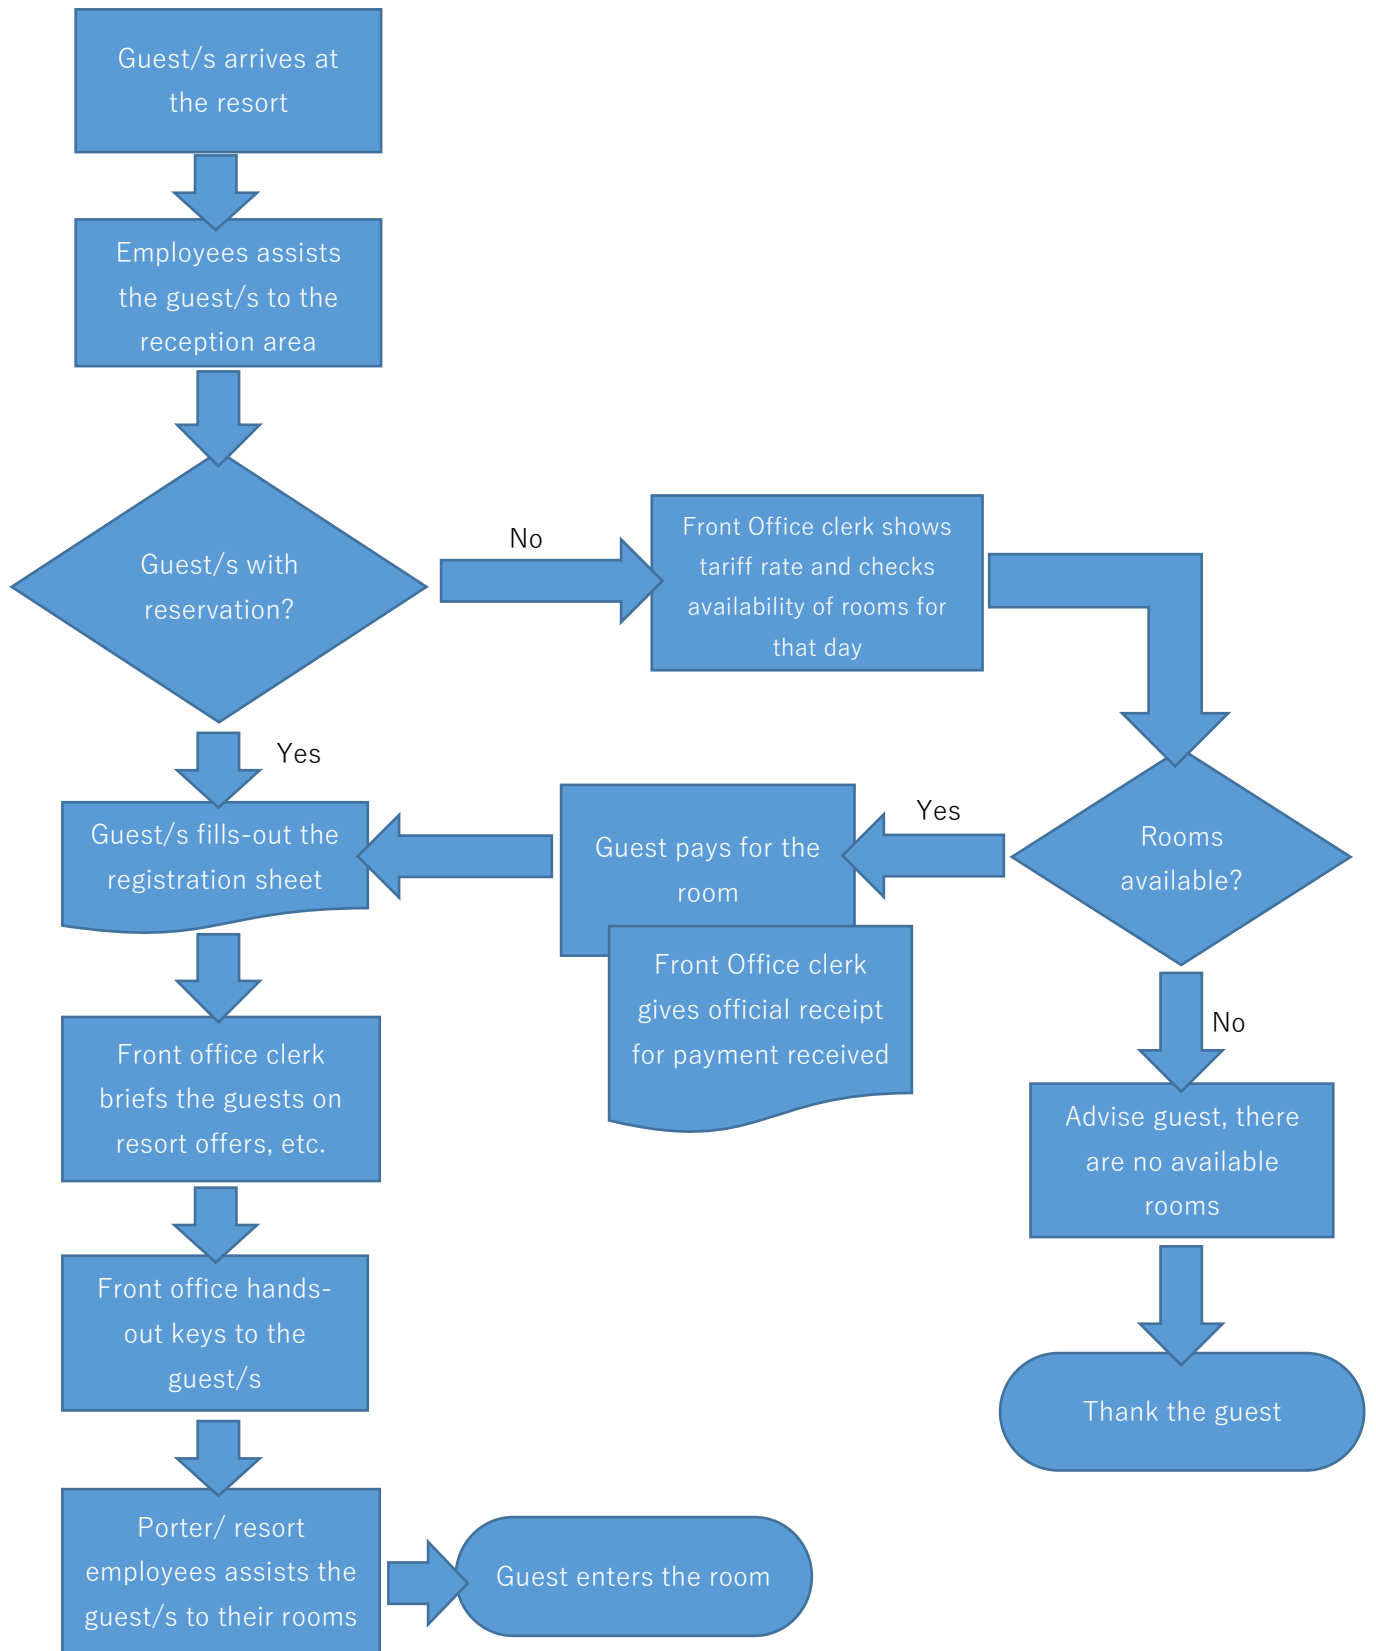 Guest/s arrives at
the resort
Employees assists
the guest/s to the
reception area
Guest/s with
reservation?
No
Front Office clerk shows
tariff rate and checks
availability of rooms for
that day
Yes
Guest/s fills-out the
registration sheet
Guest pays for the
room
Yes
Rooms
available?
Front Office clerk
gives official receipt
for payment received
No
Front office clerk
briefs the guests on
resort offers, etc.
Advise guest, there
are no available
rooms
Front office hands-
out keys to the
guest/s
Thank the guest
Porter/ resort
employees assists the
guest/s to their rooms
Guest enters the room